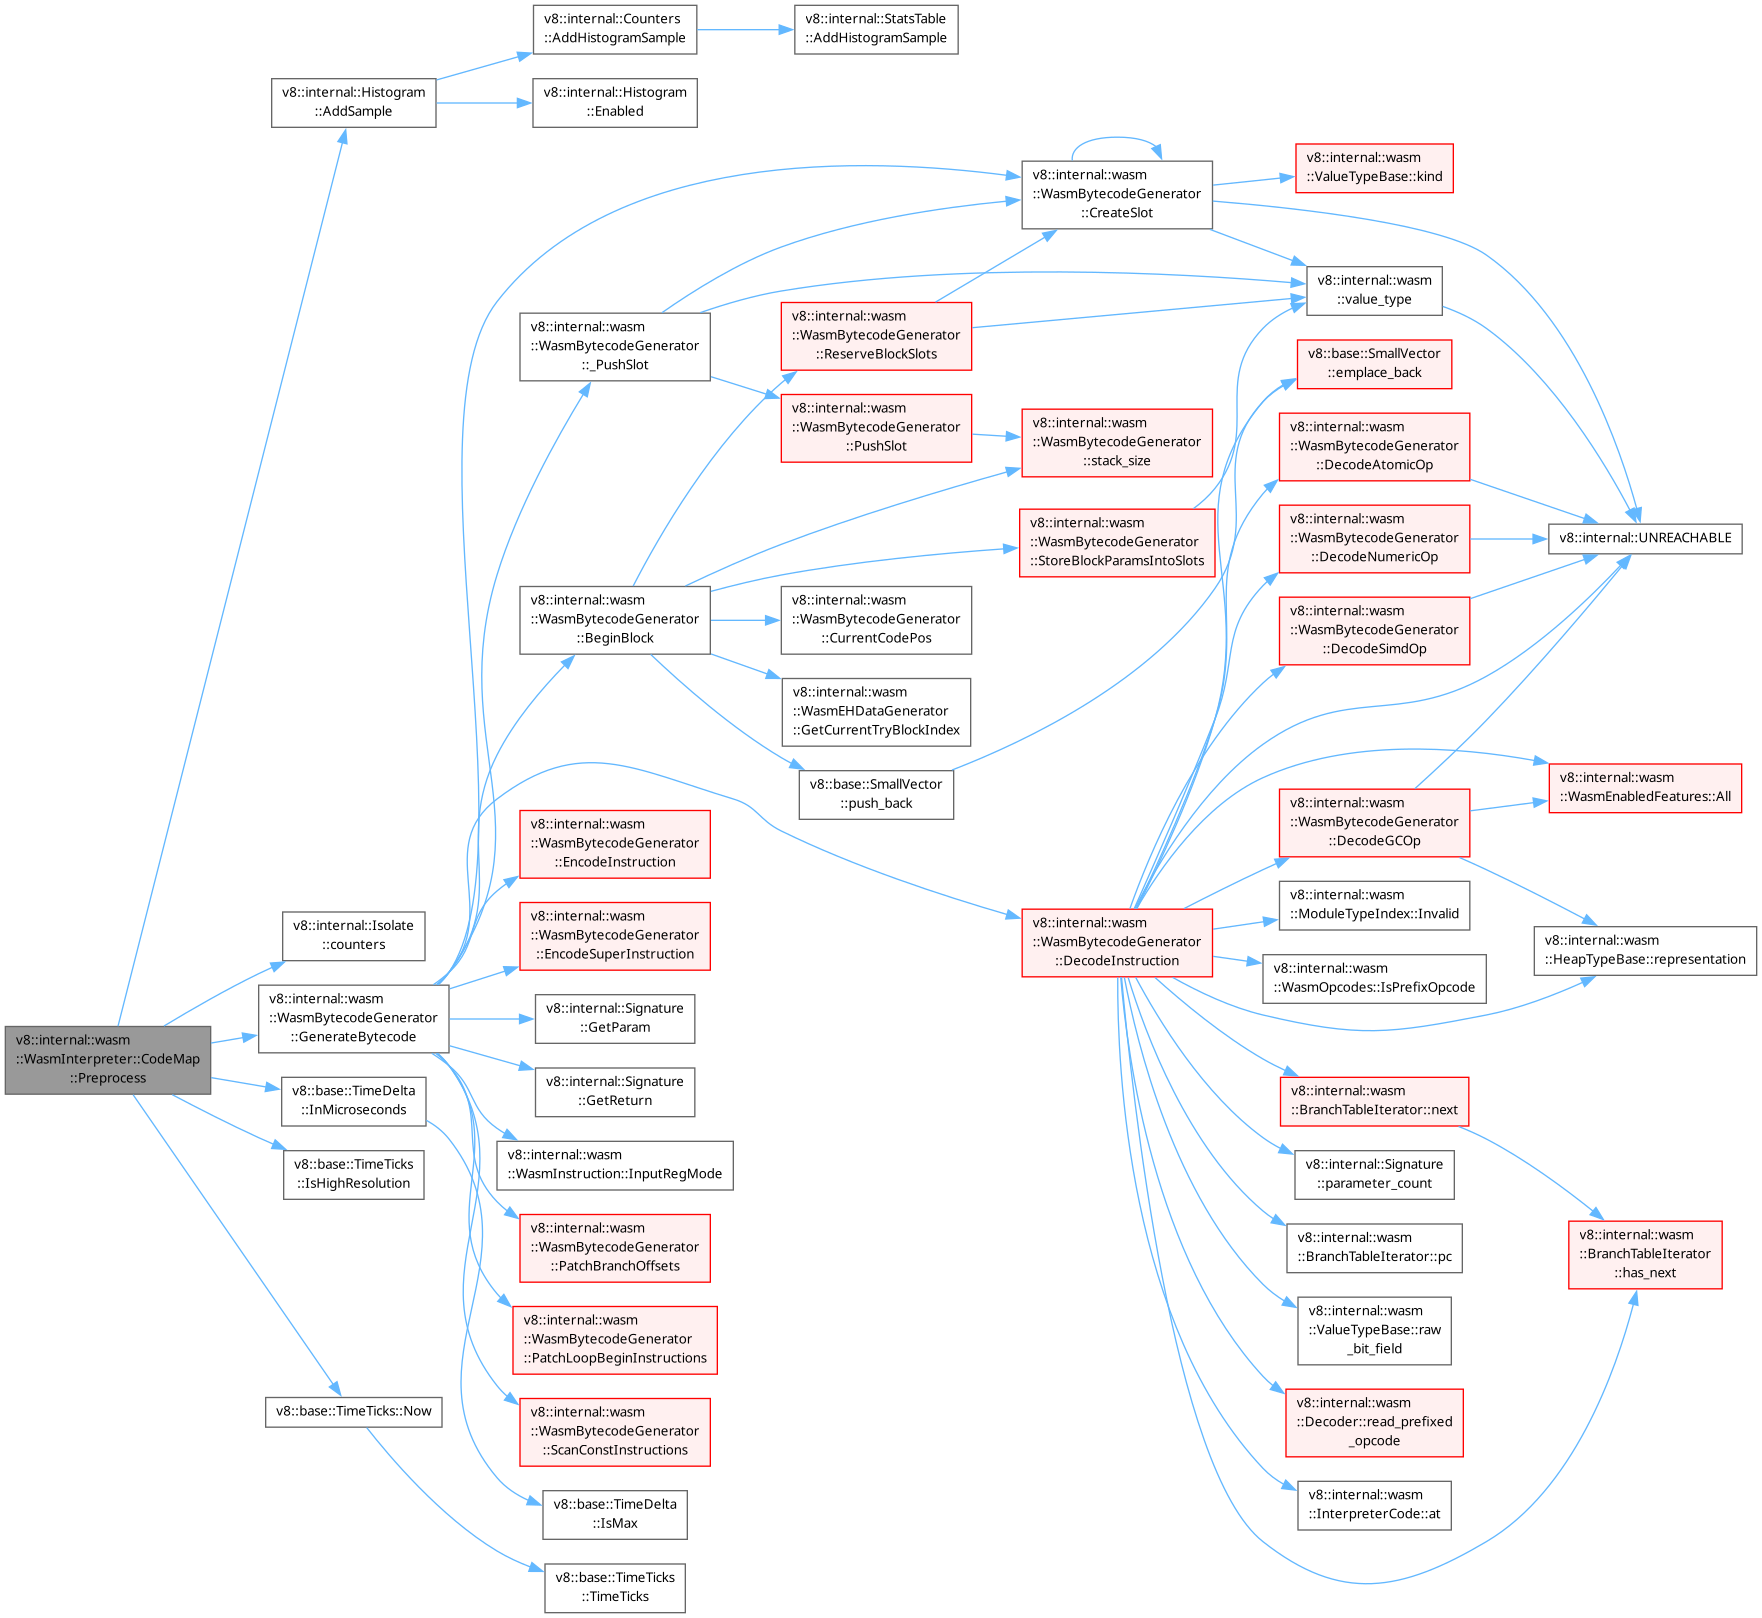 v8::internal::Counters
::AddHistogramSample
v8::internal::StatsTable
::AddHistogramSample
v8::internal::Histogram
::AddSample
v8::internal::Histogram
::Enabled
v8::internal::wasm
::ValueTypeBase::kind
v8::internal::wasm
::WasmBytecodeGenerator
::CreateSlot
v8::internal::wasm
::value_type
v8::internal::wasm
::WasmBytecodeGenerator
::_PushSlot
v8::internal::wasm
::WasmBytecodeGenerator
::ReserveBlockSlots
v8::base::SmallVector
::emplace_back
v8::internal::wasm
::WasmBytecodeGenerator
::PushSlot
v8::internal::wasm
::WasmBytecodeGenerator
::stack_size
v8::internal::wasm
::WasmBytecodeGenerator
::DecodeAtomicOp
v8::internal::wasm
::WasmBytecodeGenerator
::StoreBlockParamsIntoSlots
v8::internal::wasm
::WasmBytecodeGenerator
::DecodeNumericOp
v8::internal::UNREACHABLE
v8::internal::wasm
::WasmBytecodeGenerator
::BeginBlock
v8::internal::wasm
::WasmBytecodeGenerator
::CurrentCodePos
v8::internal::wasm
::WasmBytecodeGenerator
::DecodeSimdOp
v8::internal::wasm
::WasmEHDataGenerator
::GetCurrentTryBlockIndex
v8::base::SmallVector
::push_back
v8::internal::wasm
::WasmEnabledFeatures::All
v8::internal::wasm
::WasmBytecodeGenerator
::DecodeGCOp
v8::internal::wasm
::WasmBytecodeGenerator
::EncodeInstruction
v8::internal::wasm
::ModuleTypeIndex::Invalid
v8::internal::Isolate
::counters
v8::internal::wasm
::WasmBytecodeGenerator
::EncodeSuperInstruction
v8::internal::wasm
::WasmBytecodeGenerator
::DecodeInstruction
v8::internal::wasm
::HeapTypeBase::representation
v8::internal::wasm
::WasmOpcodes::IsPrefixOpcode
v8::internal::wasm
::WasmBytecodeGenerator
::GenerateBytecode
v8::internal::Signature
::GetParam
v8::internal::wasm
::WasmInterpreter::CodeMap
::Preprocess
v8::base::TimeDelta
::InMicroseconds
v8::internal::Signature
::GetReturn
v8::internal::wasm
::BranchTableIterator::next
v8::base::TimeTicks
::IsHighResolution
v8::internal::wasm
::WasmInstruction::InputRegMode
v8::internal::Signature
::parameter_count
v8::internal::wasm
::WasmBytecodeGenerator
::PatchBranchOffsets
v8::internal::wasm
::BranchTableIterator::pc
v8::internal::wasm
::BranchTableIterator
::has_next
v8::internal::wasm
::WasmBytecodeGenerator
::PatchLoopBeginInstructions
v8::internal::wasm
::ValueTypeBase::raw
_bit_field
v8::base::TimeTicks::Now
v8::internal::wasm
::WasmBytecodeGenerator
::ScanConstInstructions
v8::internal::wasm
::Decoder::read_prefixed
_opcode
v8::base::TimeDelta
::IsMax
v8::internal::wasm
::InterpreterCode::at
v8::base::TimeTicks
::TimeTicks